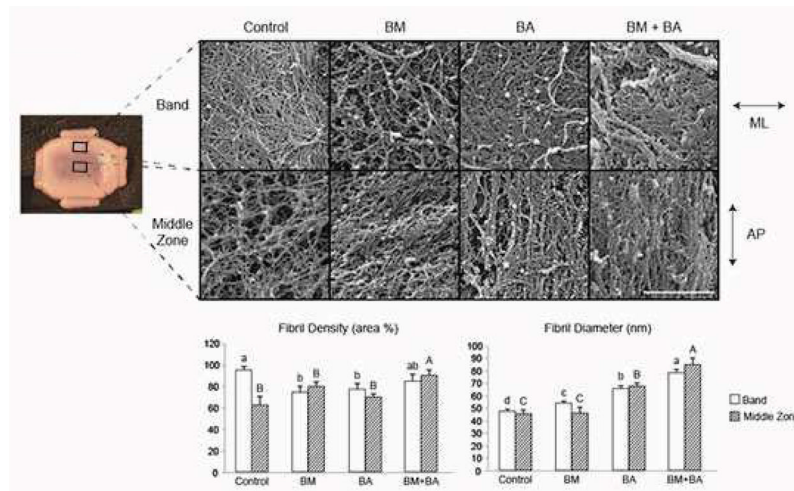 Control BM BA BM + BA
Band
ML
Middle
Zone
AP
Fibril Density (area %)
120
100
80
60
40
20
0
a B b B b B ab A
Control BM BA BM+BA
Fibril Diameter (nm)
100
90
80
70
60
50
40
30
20
10
0
d C c C b B a A
Control BM BA BM+BA
Band
Middle Zon